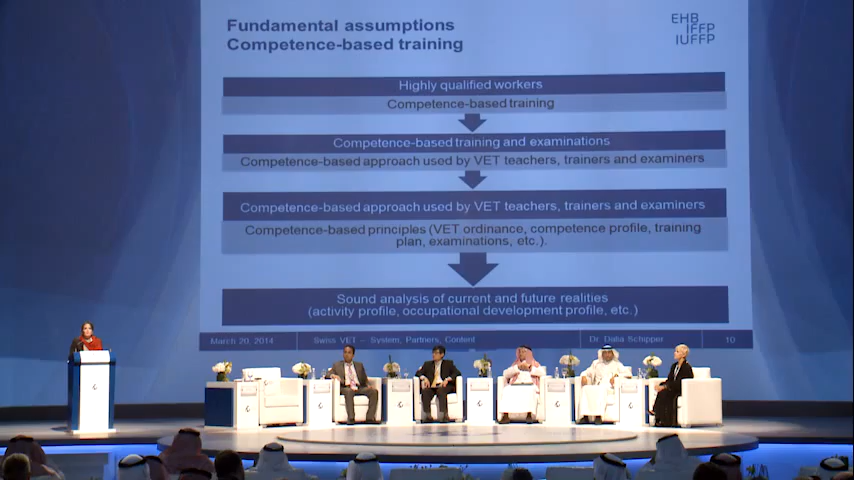 Fundamental assumptions
Competence-based training
EHB
IFFP
IUFFP
Highly qualified workers
Competence-based training
Competence-based training and examinations
Competence-based approach used by VET teachers, trainers and examiners
Competence-based approach used by VET teachers, trainers and examiners
Competence-based principles (VET ordinance, competence profile, training
plan, examinations, etc.).
Sound analysis of current and future realities
(activity profile, occupational development profile, etc.)
March 20, 2014
Swiss VET – System, Partners, Content
Dr. Dalia Schipper
10